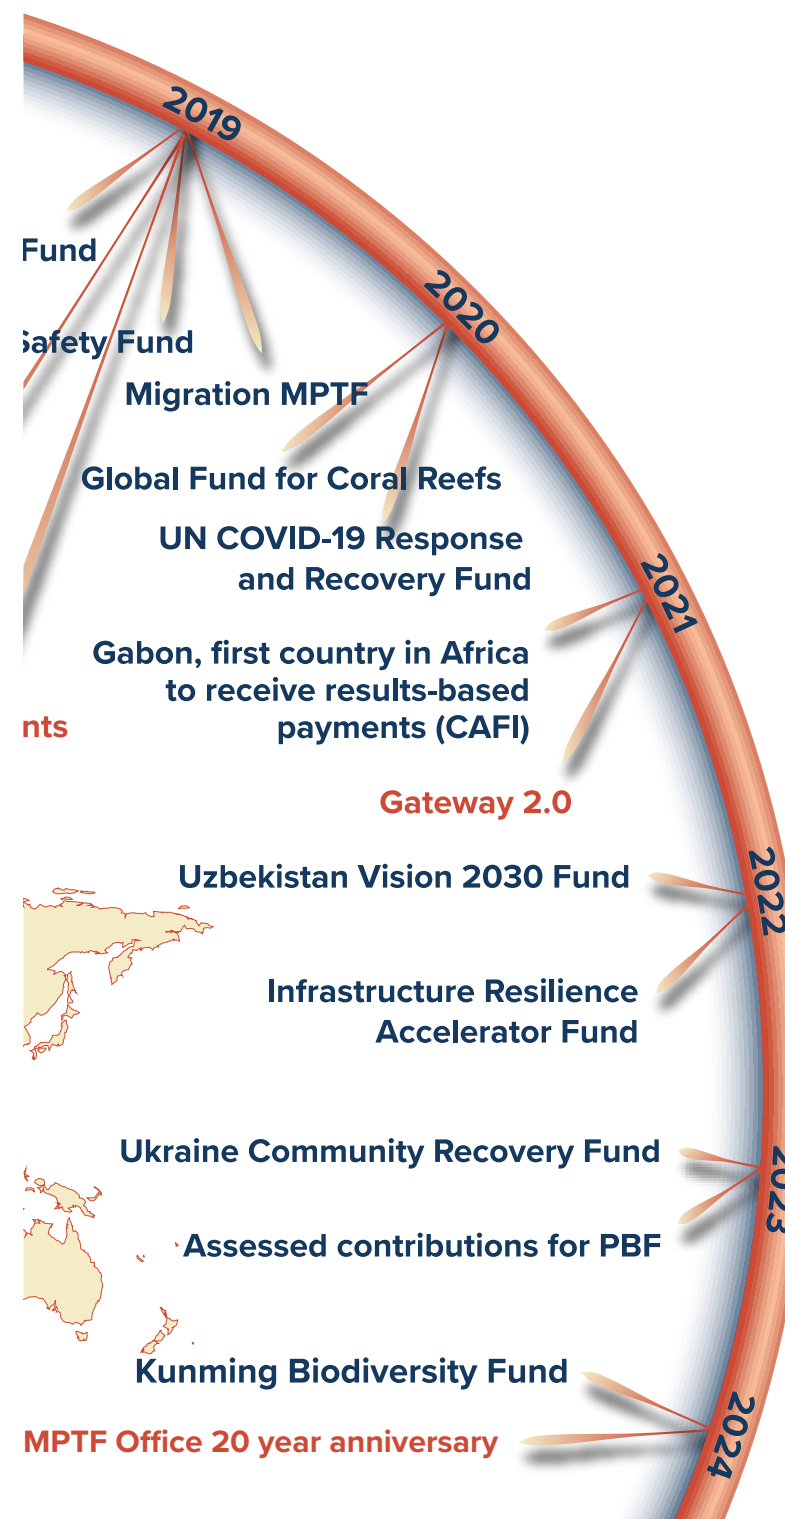 2019
Fund
Safety Fund
Migration MPTF
2020
Global Fund for Coral Reefs
UN COVID-19 Response
and Recovery Fund
2021
Gabon, first country in Africa
to receive results-based
payments (CAFI)
nts
Gateway 2.0
2022
Uzbekistan Vision 2030 Fund
Infrastructure Resilience
Accelerator Fund
2023
Ukraine Community Recovery Fund
Assessed contributions for PBF
Kunming Biodiversity Fund
2024
MPTF Office 20 year anniversary